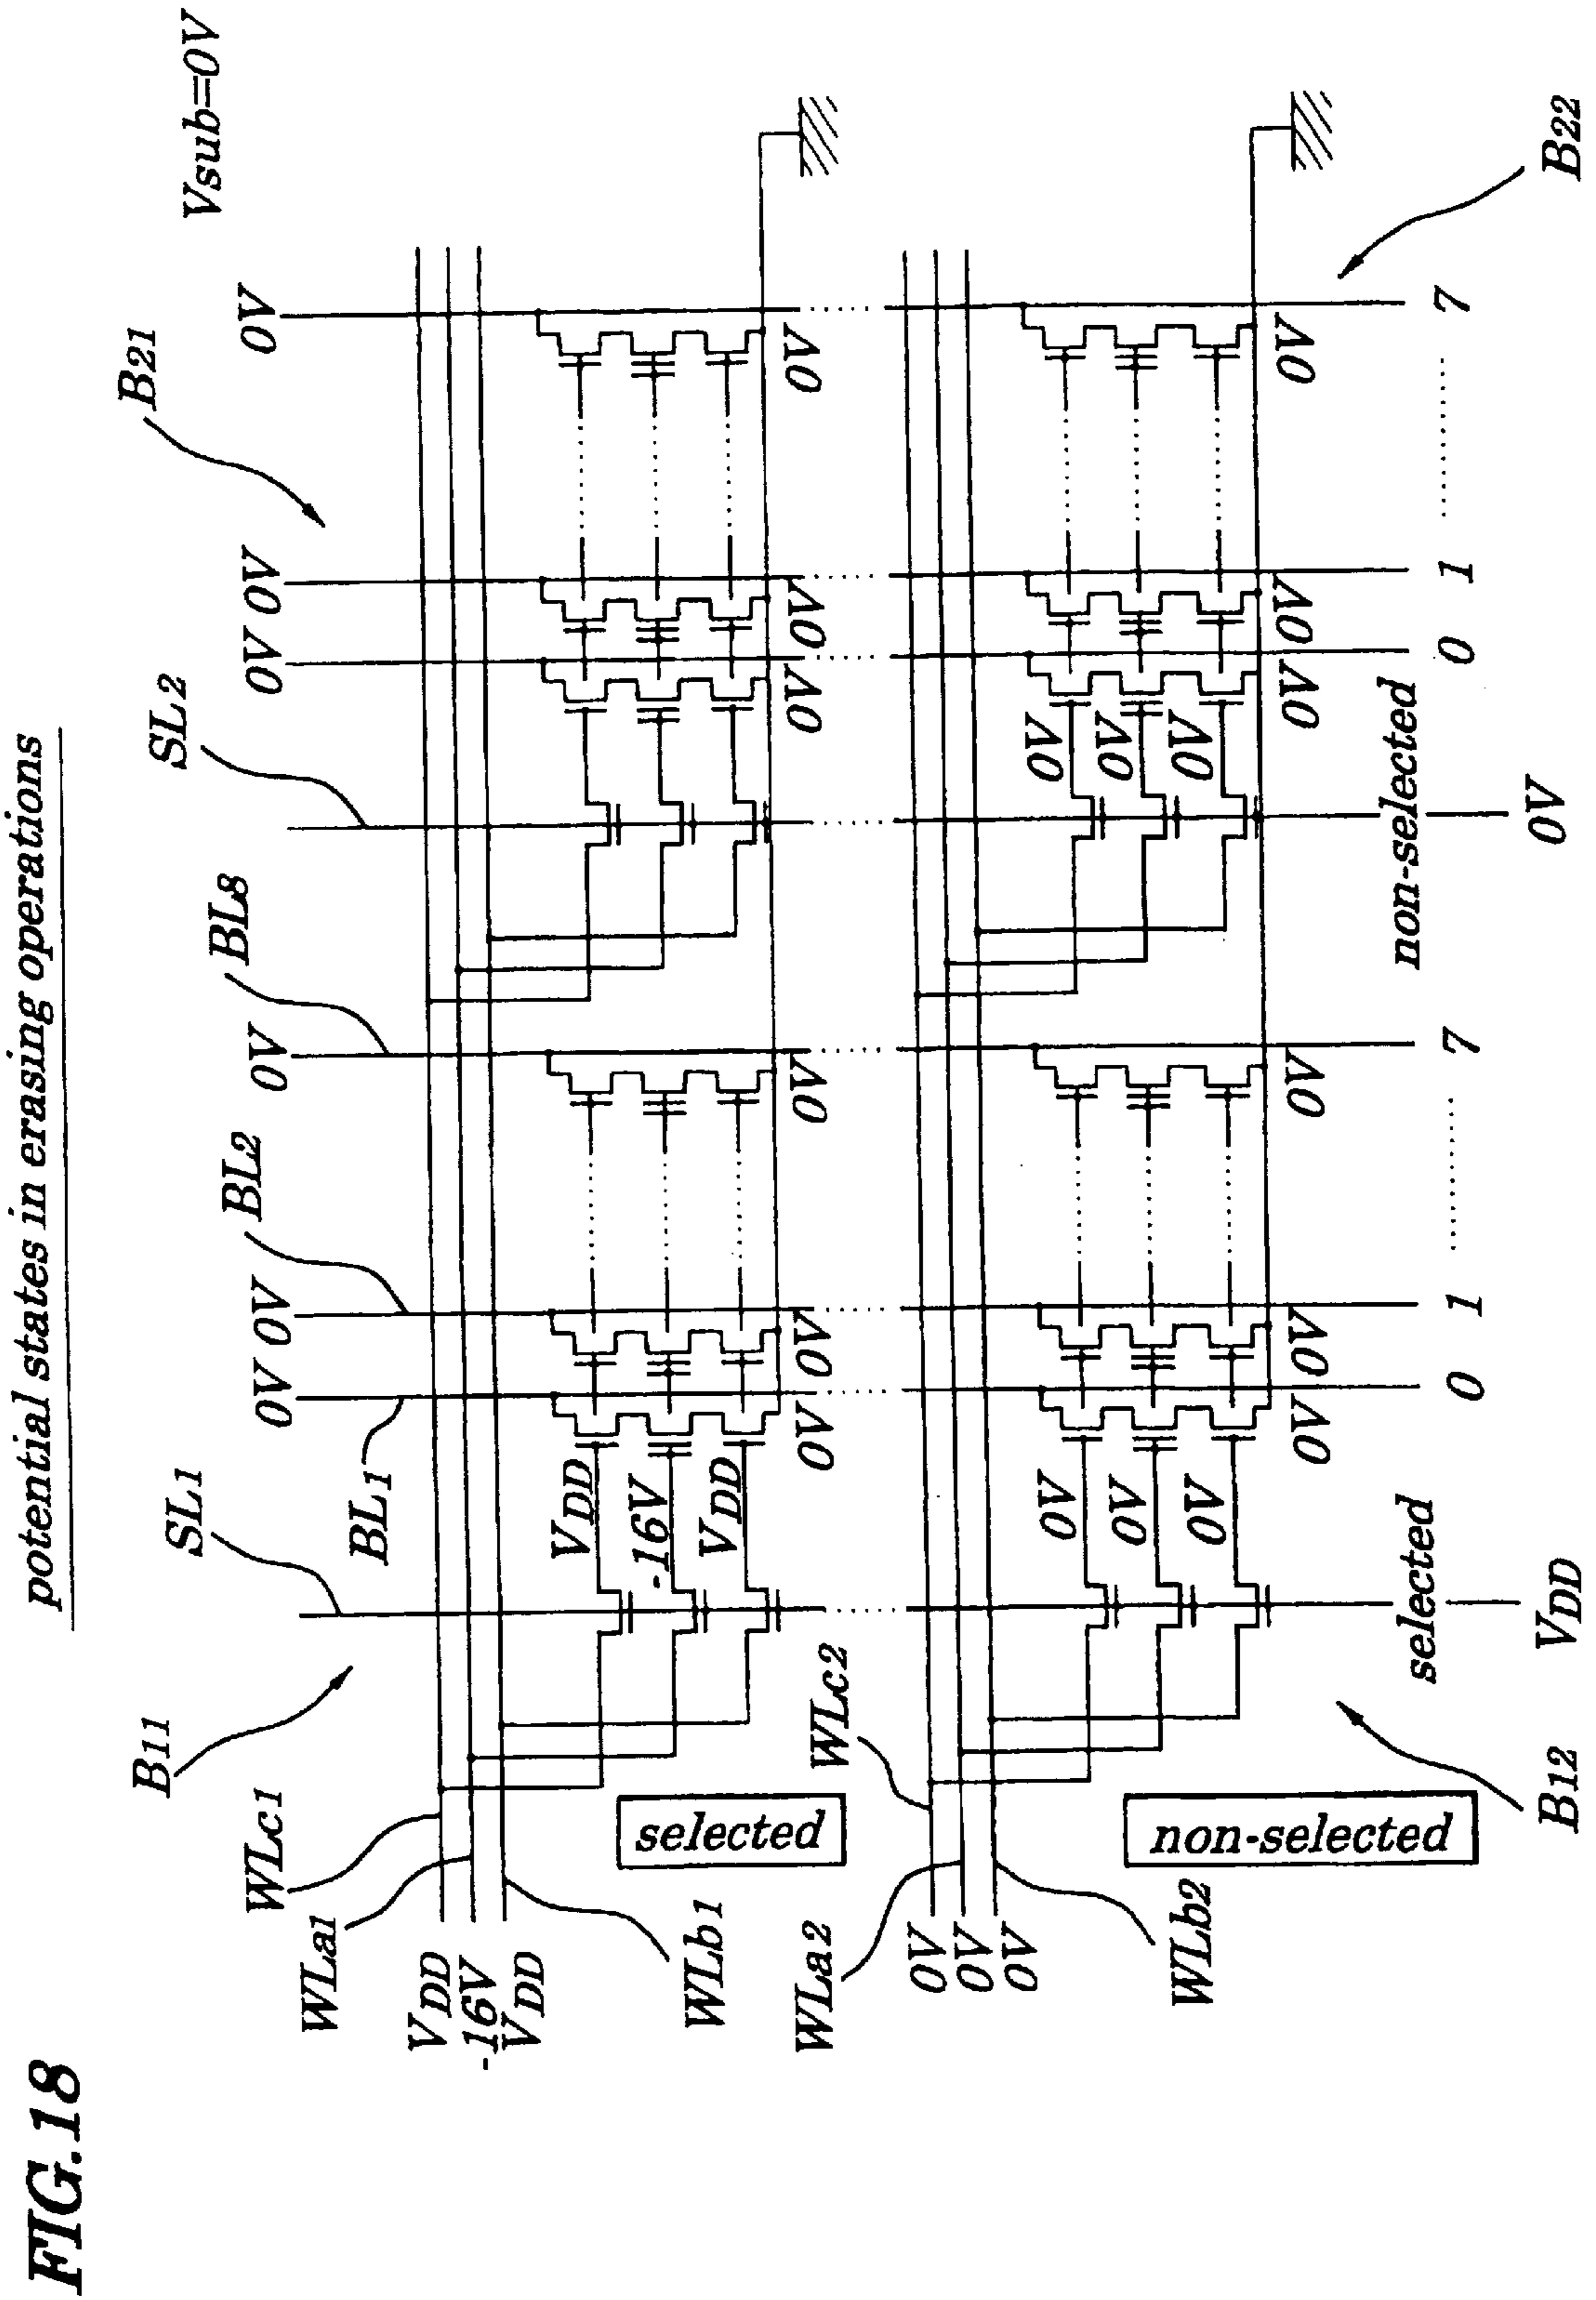 FIG.18
potential states in erasing operations
Vsub=0V
B11
SL1
BL1
BL2
BL8
SL2
B21
0V 0V 0V 0V 0V 0V
WLc1
WLa1
VDD
-16V
VDD
WLb1
VDD
-16V
VDD
0V 0V 0V 0V 0V 0V
selected
WLc2
WLa2
0V
0V
0V
WLb2
0V
0V
0V
0V
0V
0V
0V 0V 0V 0V 0V 0V
non-selected
B12
B22
selected
0 1 7
non-selected
0 1 7
VDD
0V